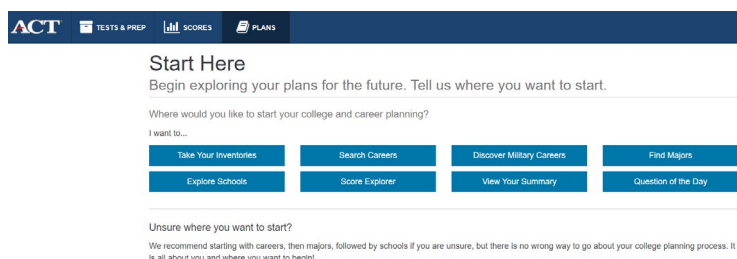 ACT TESTS & PREP SCORES PLANS
Start Here
Begin exploring your plans for the future. Tell us where you want to start.
Where would you like to start your college and career planning?
I want to...
Take Your Inventories Search Careers Discover Military Careers Find Majors
Explore Schools Score Explorer View Your Summary Question of the Day
Unsure where you want to start?
We recommend starting with careers, then majors, followed by schools if you are unsure, but there is no wrong way to go about your college planning process. It
is all about you and where you want to begin!